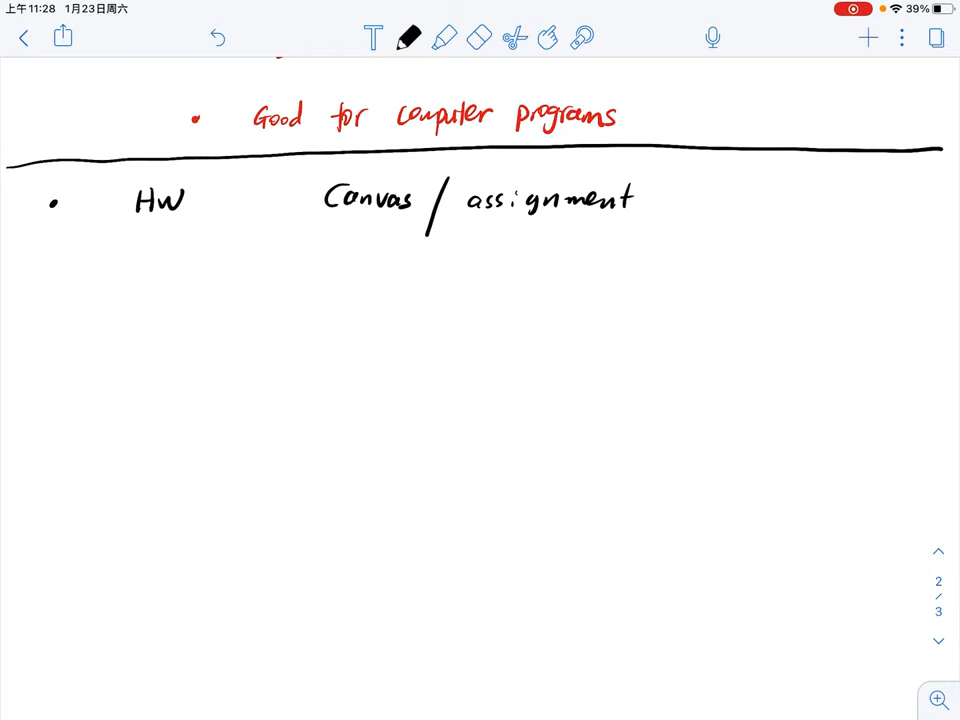 上午11:28 1月23日周六 39%
T
• Good for computer programs
• HW Canvas / assignment
2
/
3